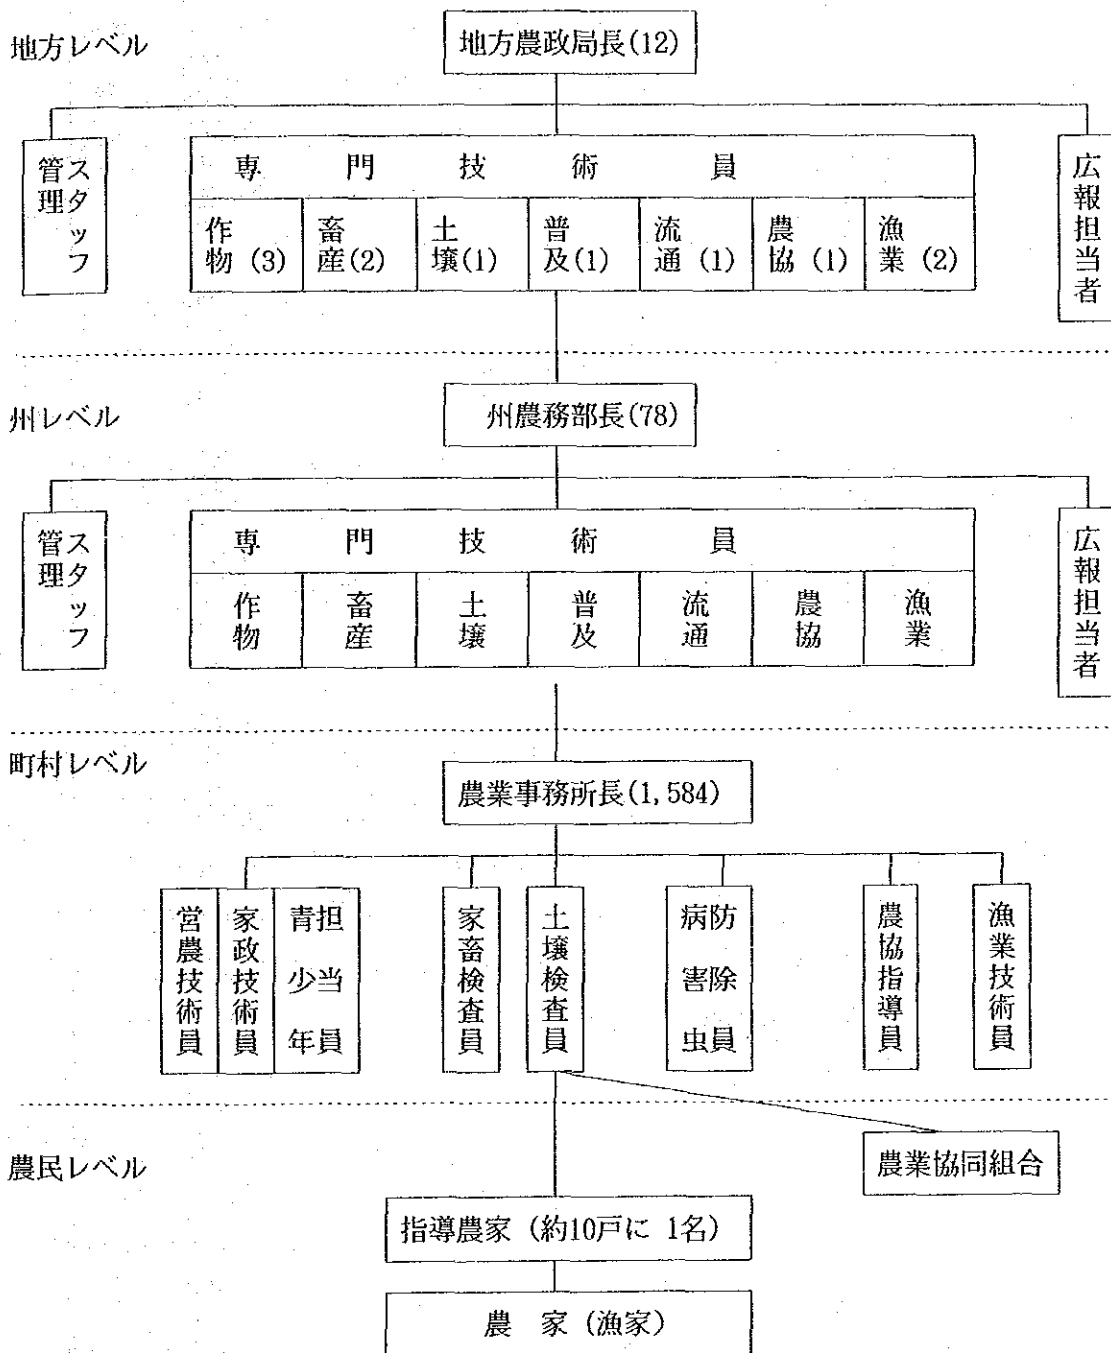 地方レベル
地方農政局長(12)
管理スタッフ
専門技術員
作物 (3)
畜産(2)
土壌(1)
普及(1)
流通 (1)
農協 (1)
漁業 (2)
広報担当者
州レベル
州農務部長(78)
管理スタッフ
専門技術員
作物
畜産
土壌
普及
流通
農協
漁業
広報担当者
町村レベル
農業事務所長(1,584)
営農技術員
家政技術員
青少年担当員
家畜検査員
土壌検査員
病害虫防除員
農協指導員
漁業技術員
農民レベル
農業協同組合
指導農家 (約10戸に 1名)
農 家 (漁家)